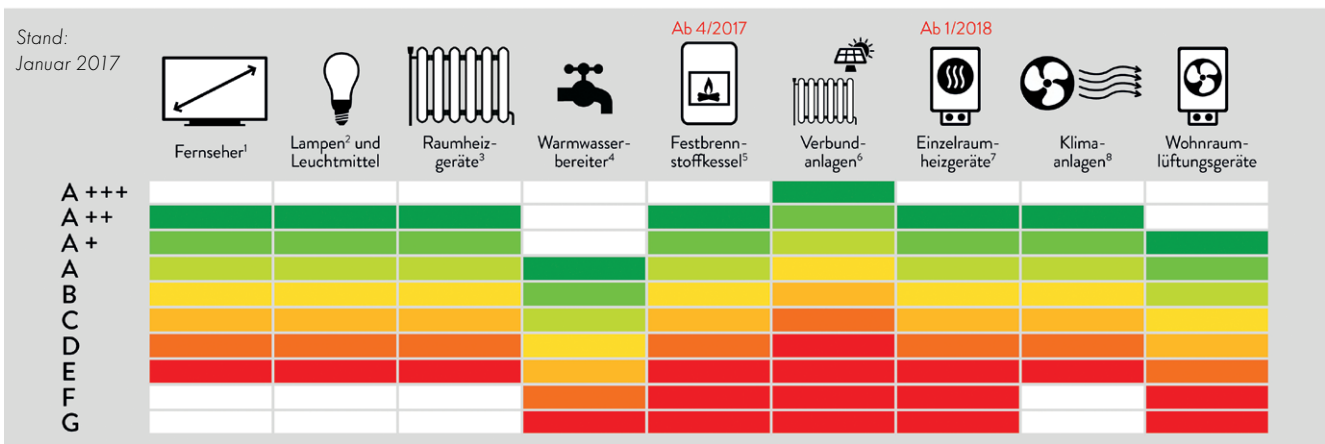 Stand:
Januar 2017
Ab 4/2017
Ab 1/2018
Fernseher¹
Lampen² und
Leuchtmittel
Raumheiz-
geräte³
Warmwasser-
bereiter⁴
Festbrenn-
stoffkessel⁵
Verbund-
anlagen⁶
Einzelraum-
heizgeräte⁷
Klima-
anlagen⁸
Wohnraum-
lüftungsgeräte
A +++
A ++
A +
A
B
C
D
E
F
G